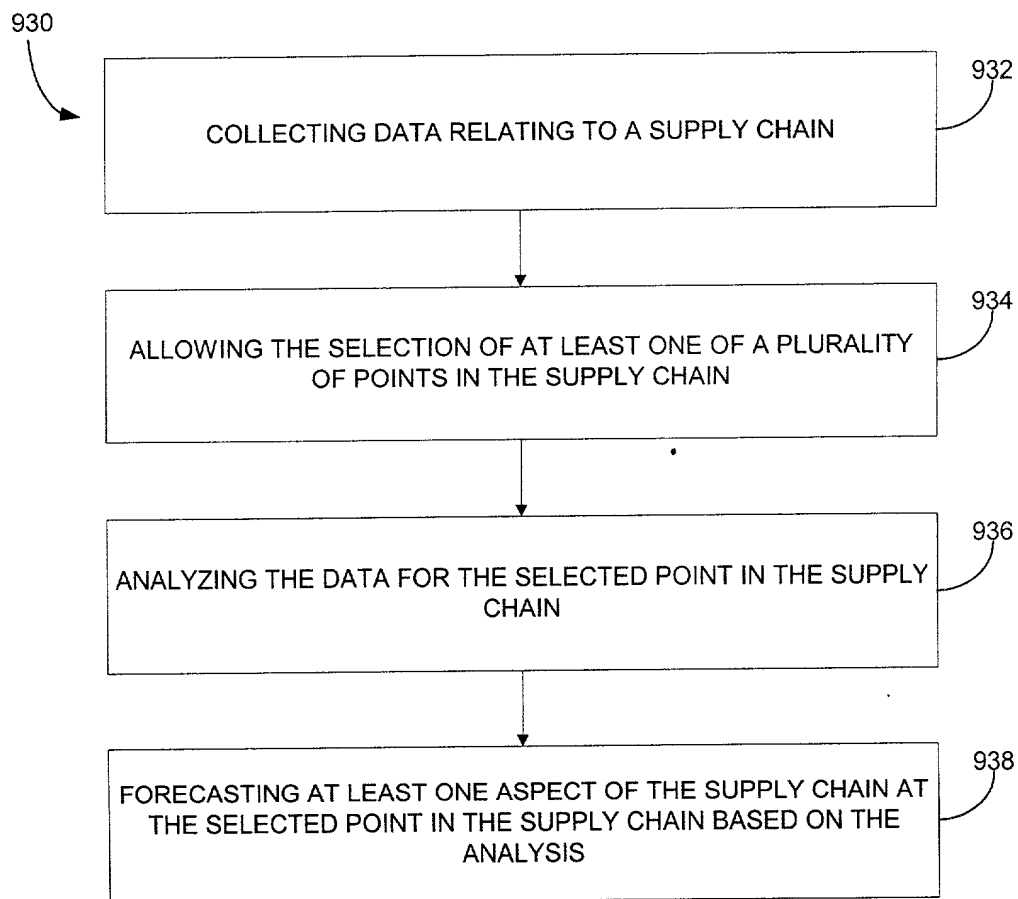 930
932
COLLECTING DATA RELATING TO A SUPPLY CHAIN
934
ALLOWING THE SELECTION OF AT LEAST ONE OF A PLURALITY
OF POINTS IN THE SUPPLY CHAIN
936
ANALYZING THE DATA FOR THE SELECTED POINT IN THE SUPPLY
CHAIN
938
FORECASTING AT LEAST ONE ASPECT OF THE SUPPLY CHAIN AT
THE SELECTED POINT IN THE SUPPLY CHAIN BASED ON THE
ANALYSIS